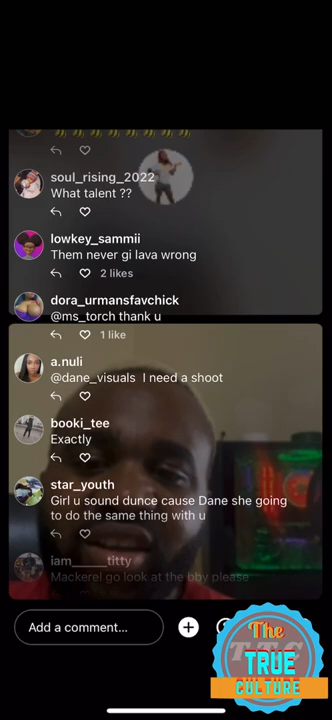 soul_rising_2022
What talent ??
lowkey_sammii
Them never gi lava wrong
2 likes
dora_urmansfavchick
@ms_torch thank u
1 like
a.nuli
@dane_visuals I need a shoot
booki_tee
Exactly
star_youth
Girl u sound dunce cause Dane she going
to do the same thing with u
iam_____titty
Mackerel go look at the bby please
Add a comment...
The
TTC
TRUE
CULTURE